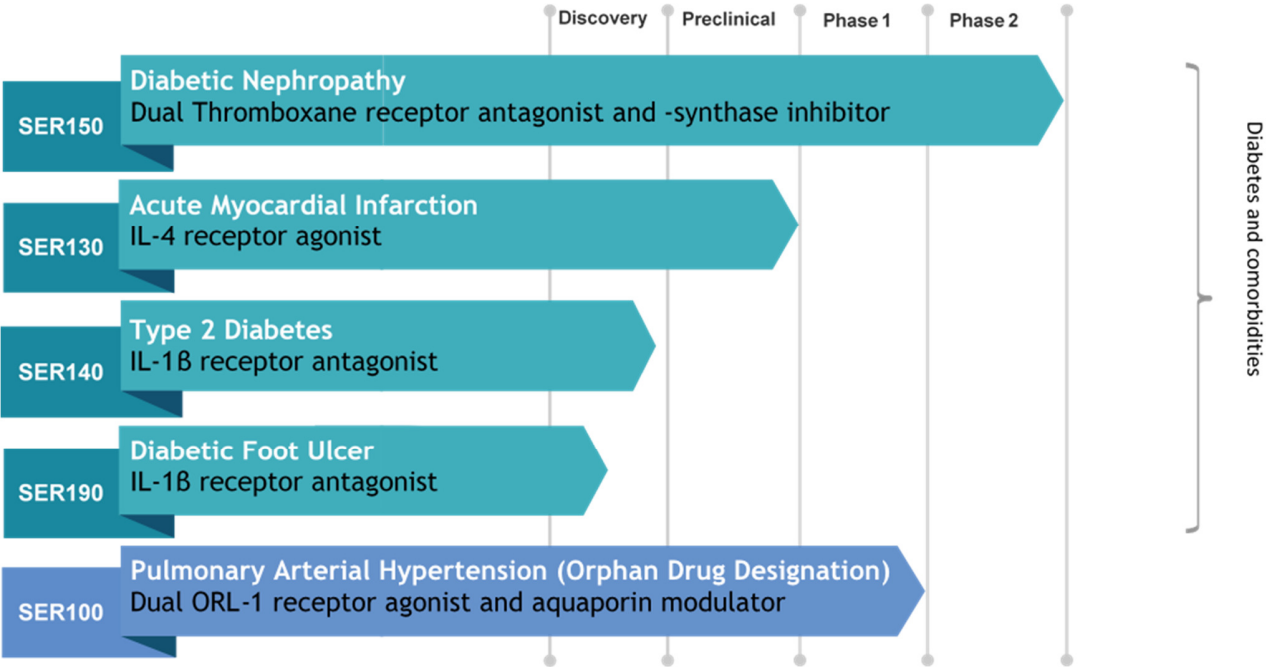 Discovery Preclinical Phase 1 Phase 2
Diabetic Nephropathy
Dual Thromboxane receptor antagonist and -synthase inhibitor
SER150
Acute Myocardial Infarction
IL-4 receptor agonist
SER130
Type 2 Diabetes
IL-1ß receptor antagonist
SER140
Diabetic Foot Ulcer
IL-1ß receptor antagonist
SER190
Pulmonary Arterial Hypertension (Orphan Drug Designation)
Dual ORL-1 receptor agonist and aquaporin modulator
SER100
Diabetes and comorbidities